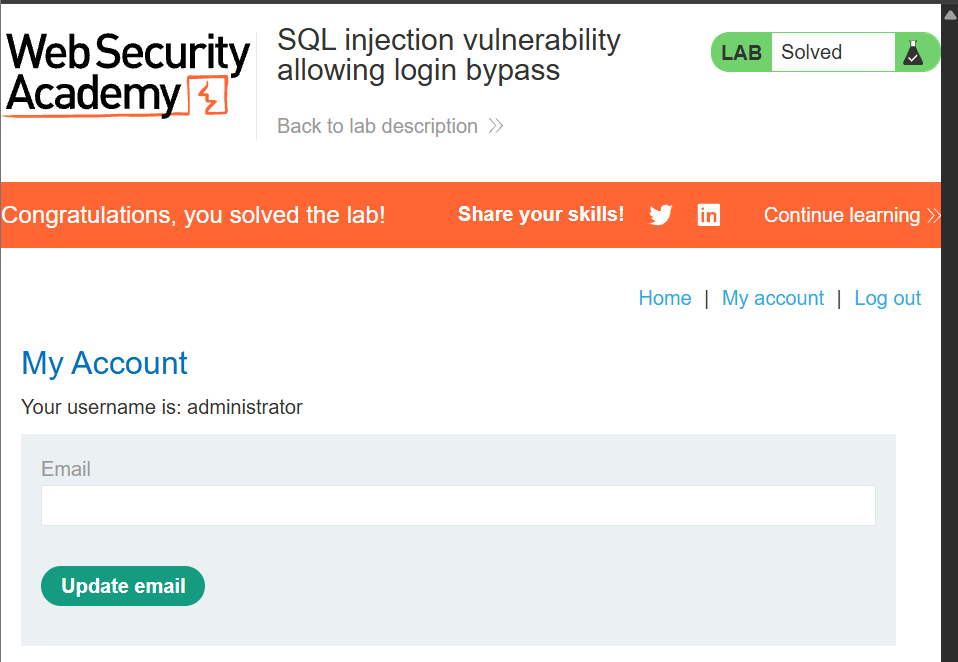 Web Security
Academy
SQL injection vulnerability
allowing login bypass
Back to lab description
LAB Solved
Congratulations, you solved the lab!
Share your skills!
Continue learning
Home | My account | Log out
My Account
Your username is: administrator
Email
Update email